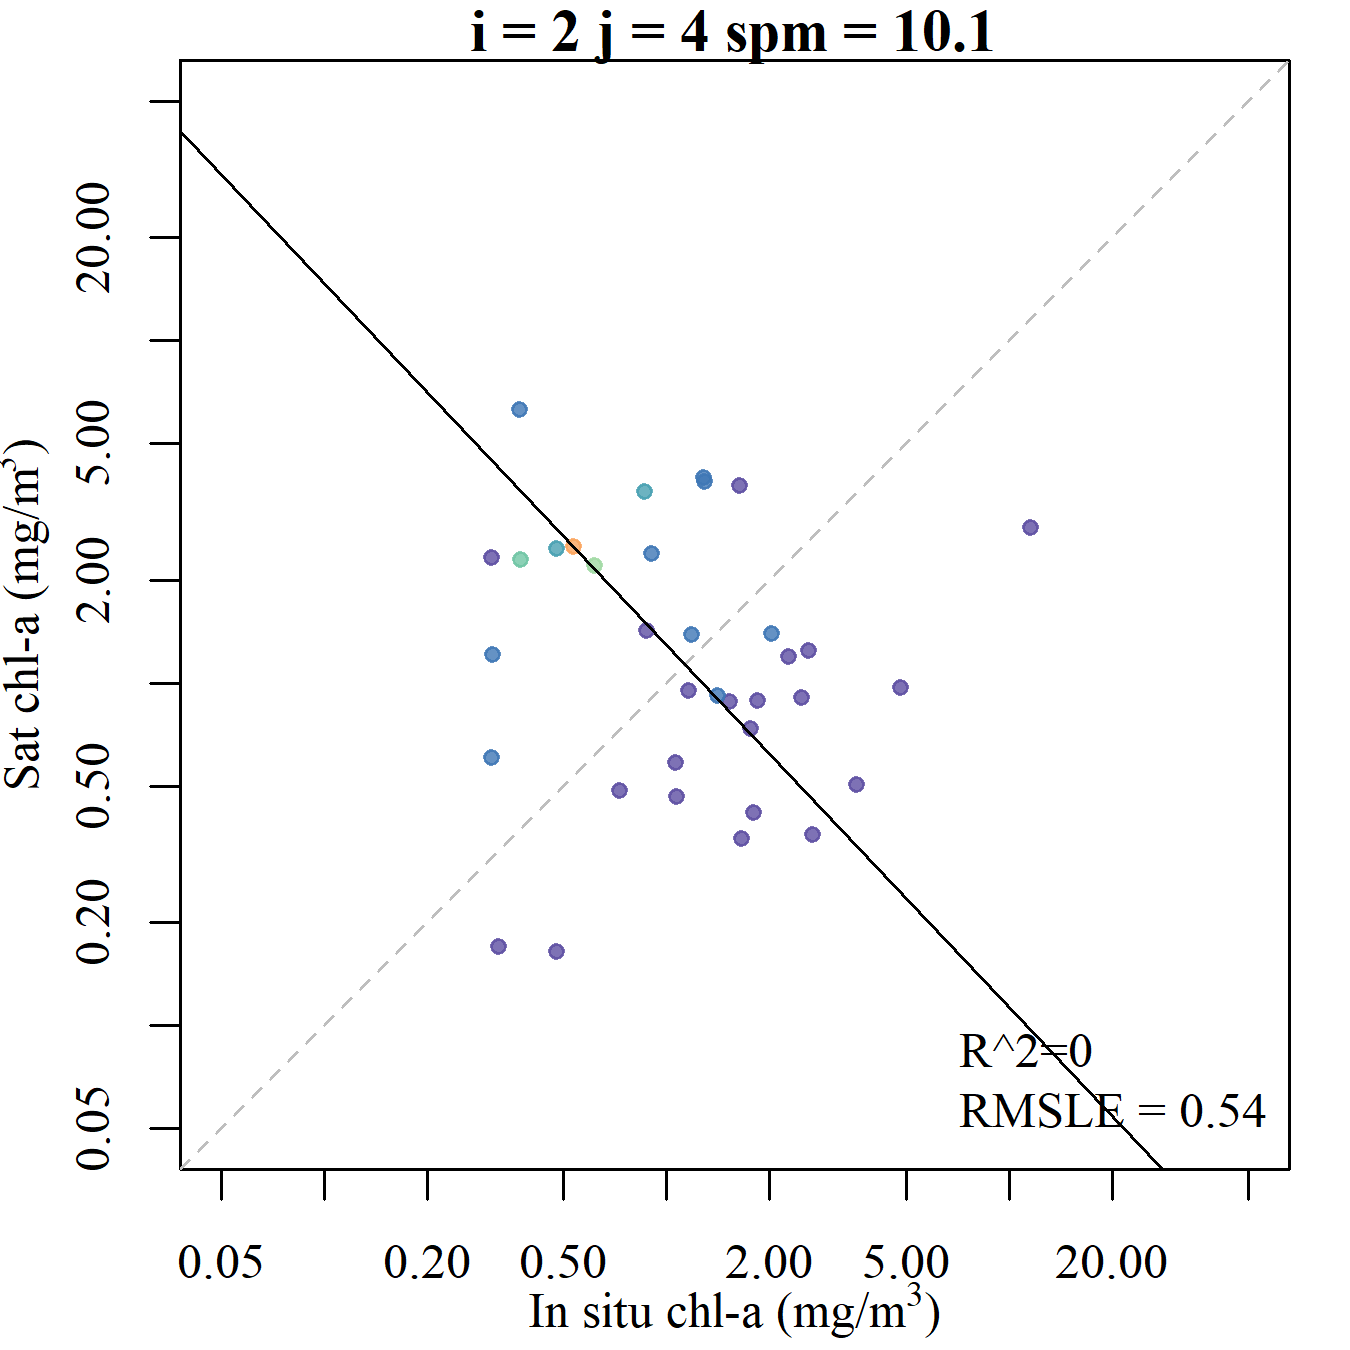 i = 2 j = 4 spm = 10.1
Sat chl-a (mg/m³)
20.00
5.00
2.00
0.50
0.20
0.05
R^2=0
RMSLE = 0.54
0.05 0.20 0.50 2.00 5.00 20.00
In situ chl-a (mg/m³)